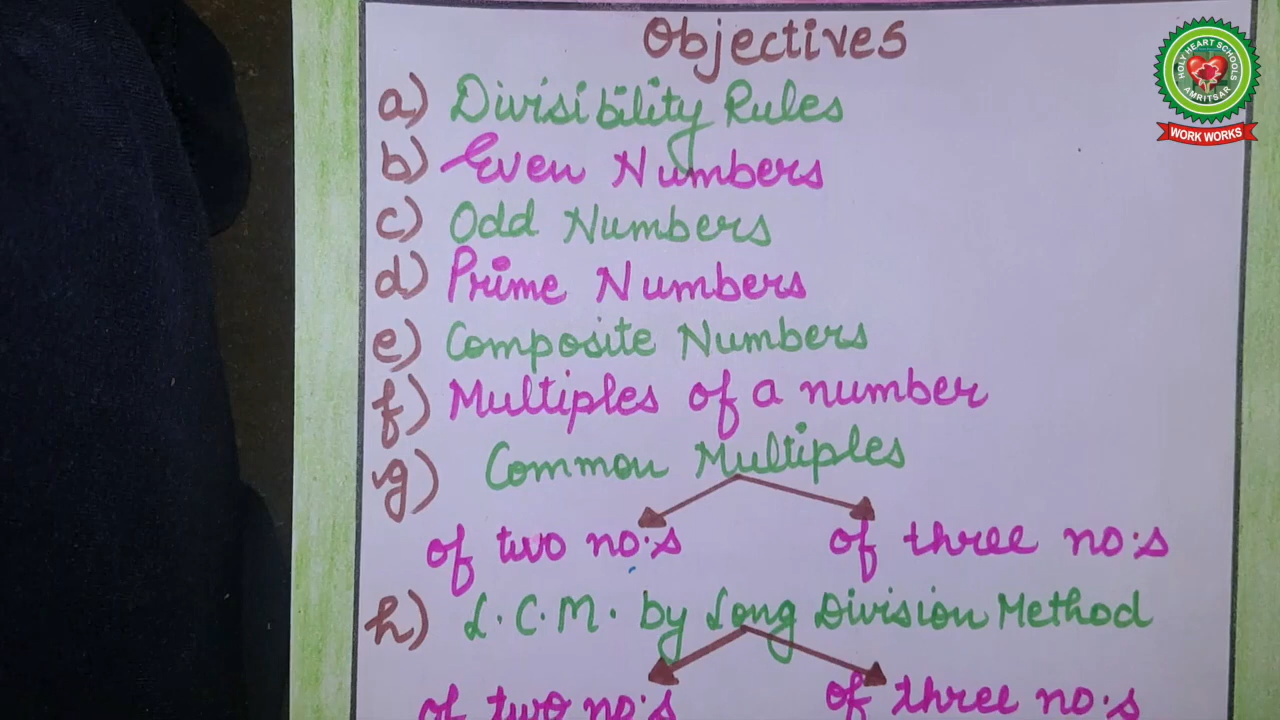 Objectives
a) Divisibility Rules
b) Even Numbers
c) Odd Numbers
d) Prime Numbers
e) Composite Numbers
f) Multiples of a number
g) Common Multiples
of two no.s of three no.s
h) L.C.M. by Long Division Method
of two no.s of three no.s
HOLY HEART SCHOOLS
AMRITSAR
WORK WORKS